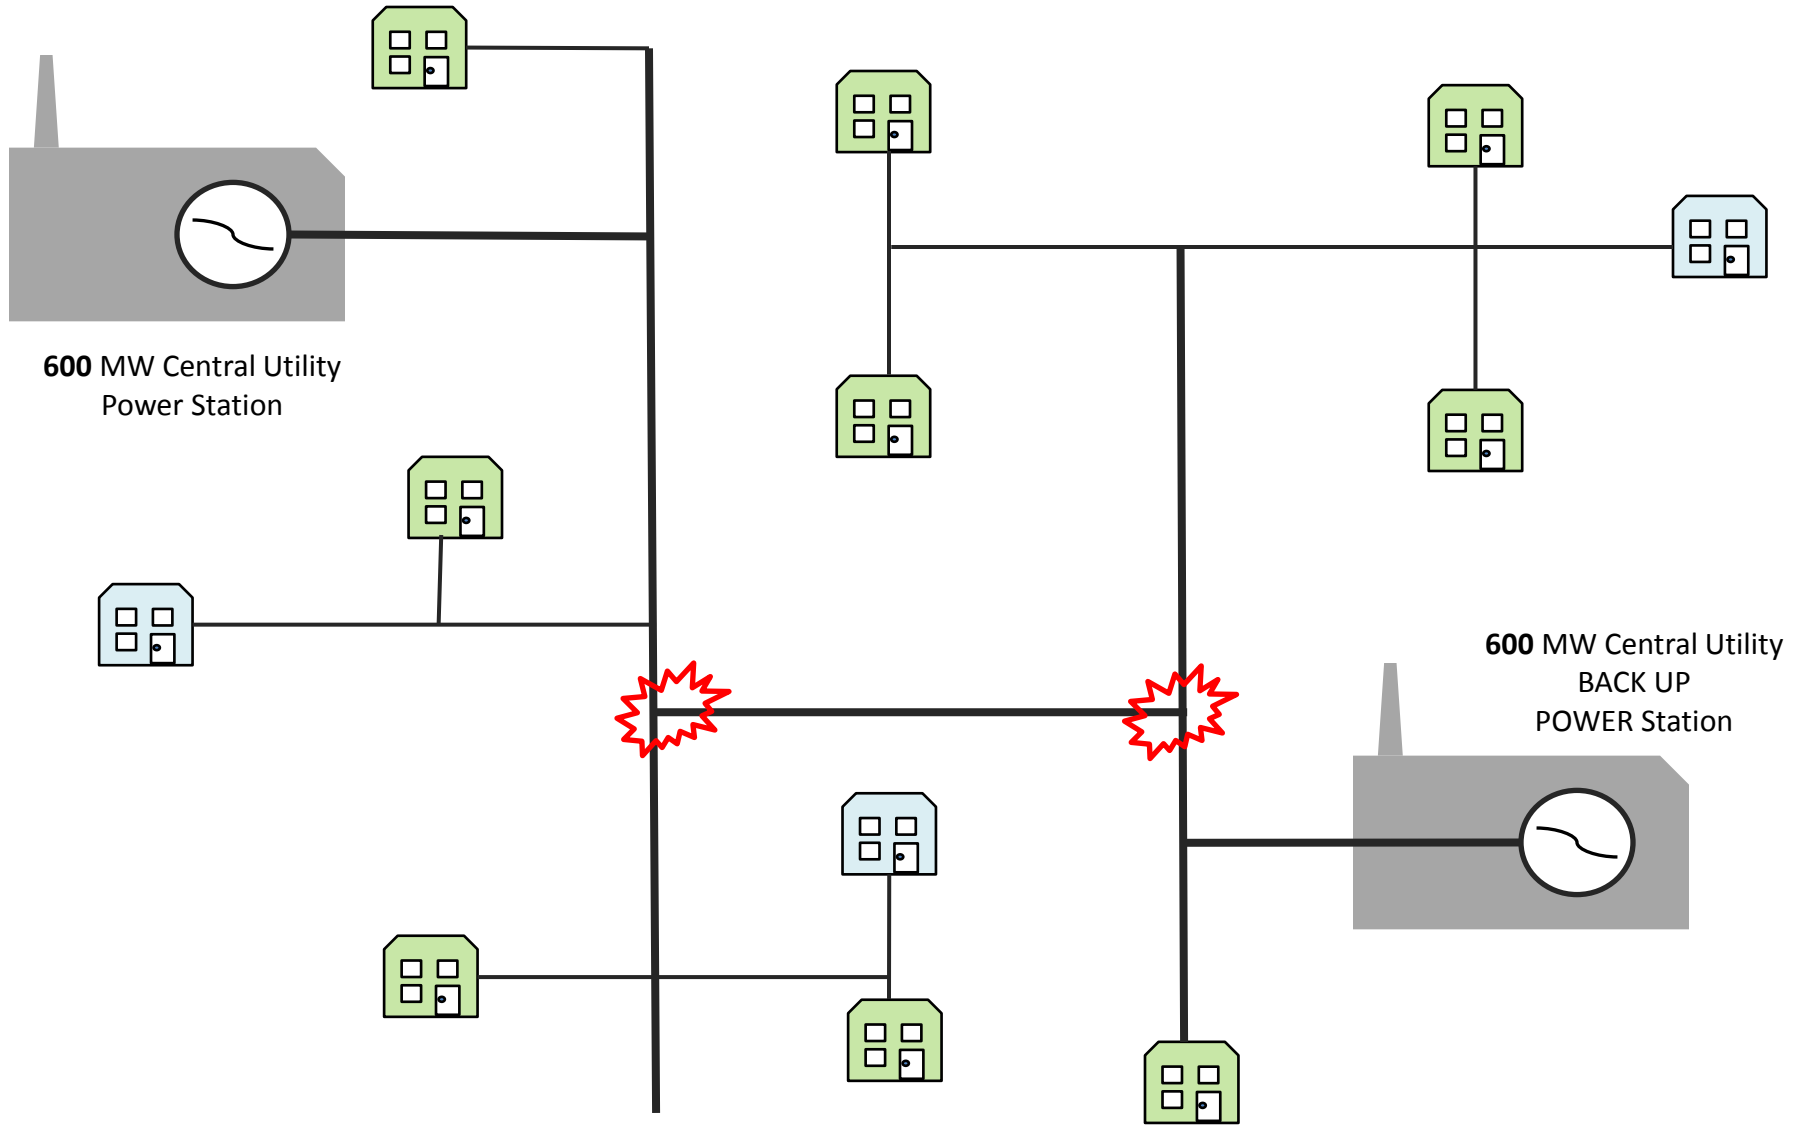 600 MW Central Utility
Power Station
600 MW Central Utility
BACK UP
POWER Station